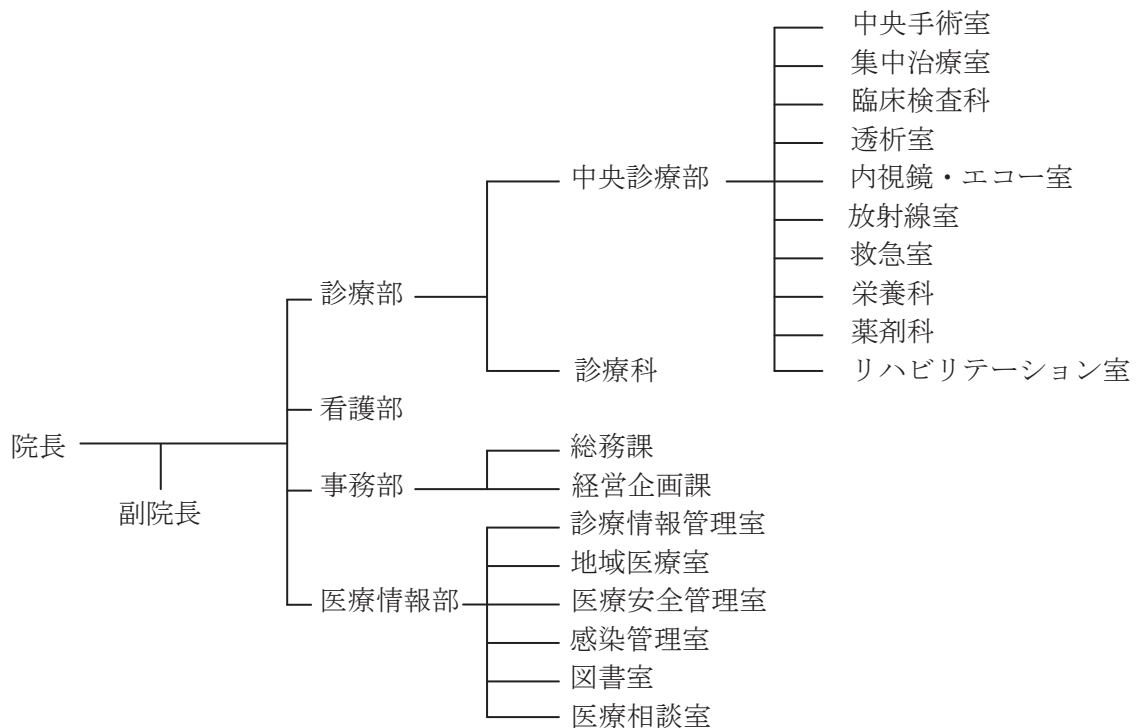 院長
副院長
診療部
中央診療部
中央手術室
集中治療室
臨床検査科
透析室
内視鏡・エコー室
放射線室
救急室
栄養科
薬剤科
リハビリテーション室
診療科
看護部
事務部
総務課
経営企画課
医療情報部
診療情報管理室
地域医療室
医療安全管理室
感染管理室
図書室
医療相談室